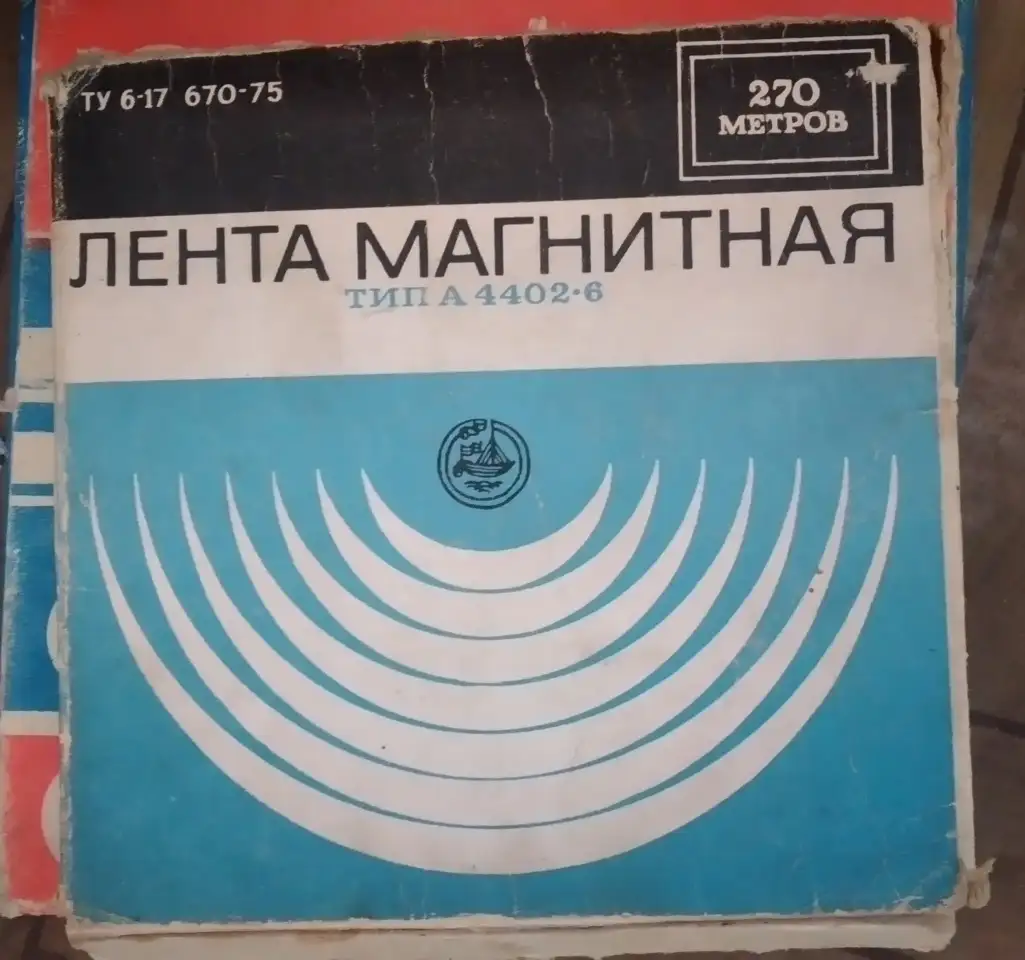 ТУ 6-17 670-75
270
МЕТРОВ
ЛЕНТА МАГНИТНАЯ
ТИП А 4402·6